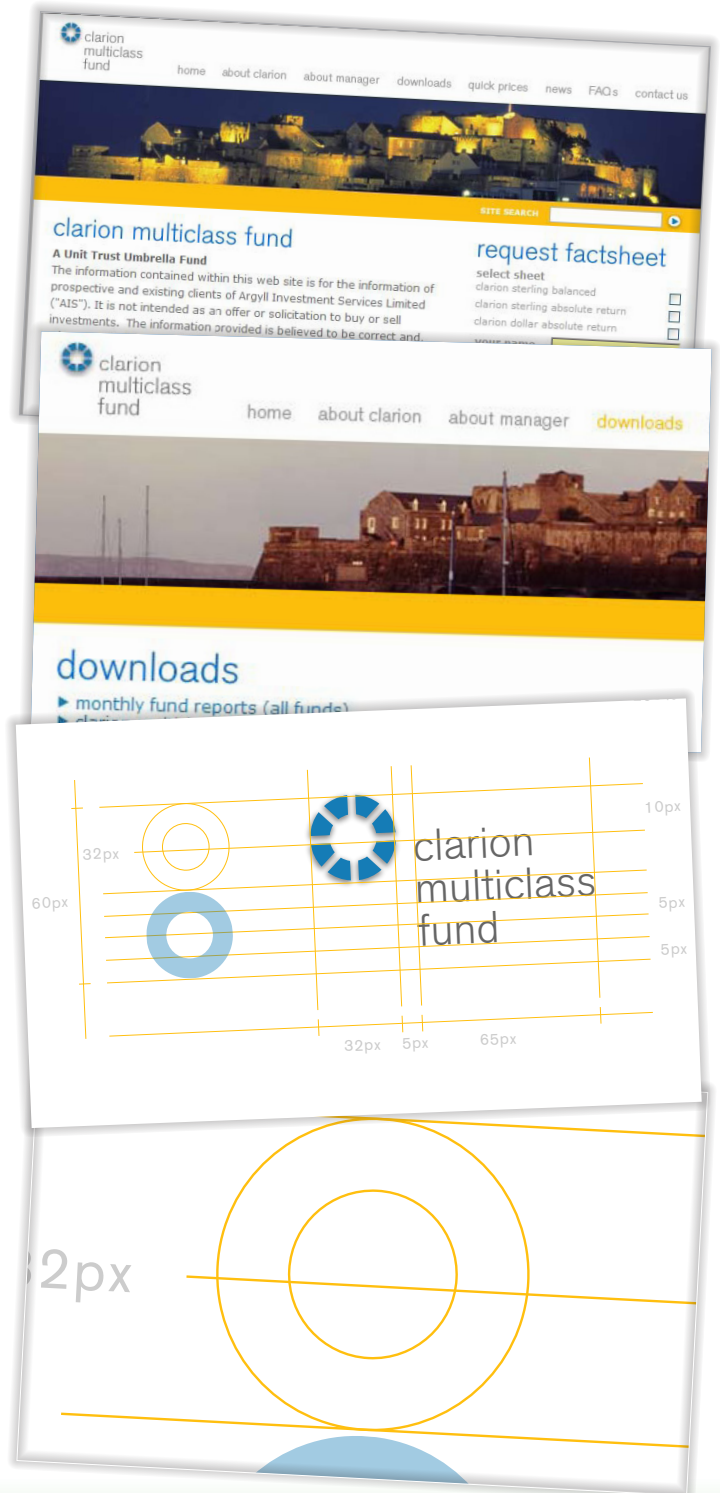 clarion
multiclass
fund
home about clarion about manager downloads quick prices news FAQs contact us
SITE SEARCH
clarion multiclass fund
A Unit Trust Umbrella Fund
The information contained within this web site is for the information of
prospective and existing clients of Argyll Investment Services Limited
("AIS"). It is not intended as an offer or solicitation to buy or sell
investments. The information provided is believed to be correct and,
request factsheet
select sheet
clarion sterling balanced
clarion sterling absolute return
clarion dollar absolute return
your name
clarion
multiclass
fund
home about clarion about manager downloads
downloads
monthly fund reports (all funds)
32px
60px
clarion
multiclass
fund
10px
5px
5px
32px 5px 65px
32px